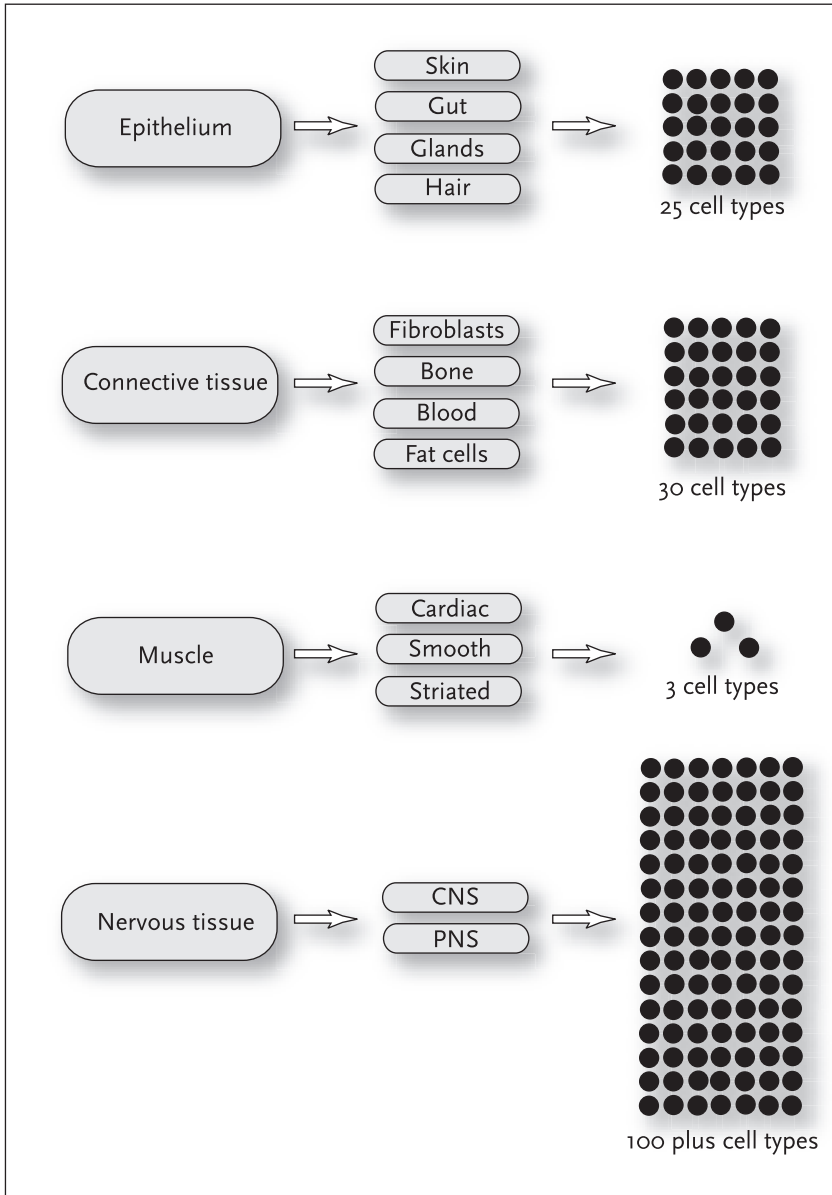 Epithelium
Skin
Gut
Glands
Hair
25 cell types
Connective tissue
Fibroblasts
Bone
Blood
Fat cells
30 cell types
Muscle
Cardiac
Smooth
Striated
3 cell types
Nervous tissue
CNS
PNS
100 plus cell types